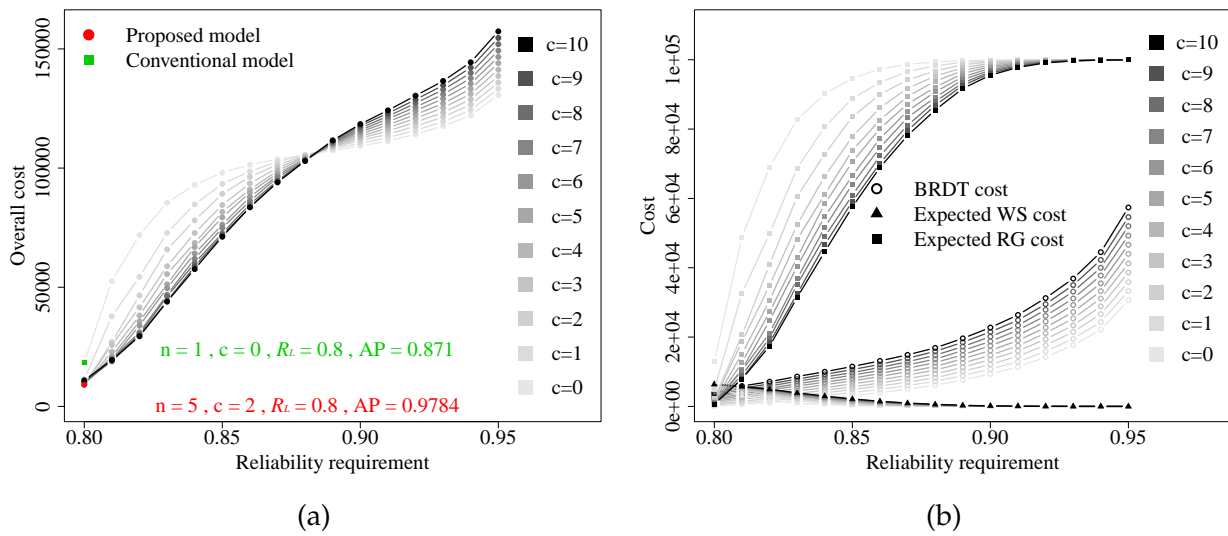 Proposed model
Conventional model
c=10
c=9
c=8
c=7
c=6
c=5
c=4
c=3
c=2
c=1
c=0
n = 1 , c = 0 , R_L = 0.8 , AP = 0.871
n = 5 , c = 2 , R_L = 0.8 , AP = 0.9784
Overall cost
150000
100000
50000
0
0.80 0.85 0.90 0.95
Reliability requirement
(a)
c=10
c=9
c=8
c=7
c=6
c=5
c=4
c=3
c=2
c=1
c=0
BRDT cost
Expected WS cost
Expected RG cost
Cost
1e+05
8e+04
6e+04
4e+04
2e+04
0e+00
0.80 0.85 0.90 0.95
Reliability requirement
(b)